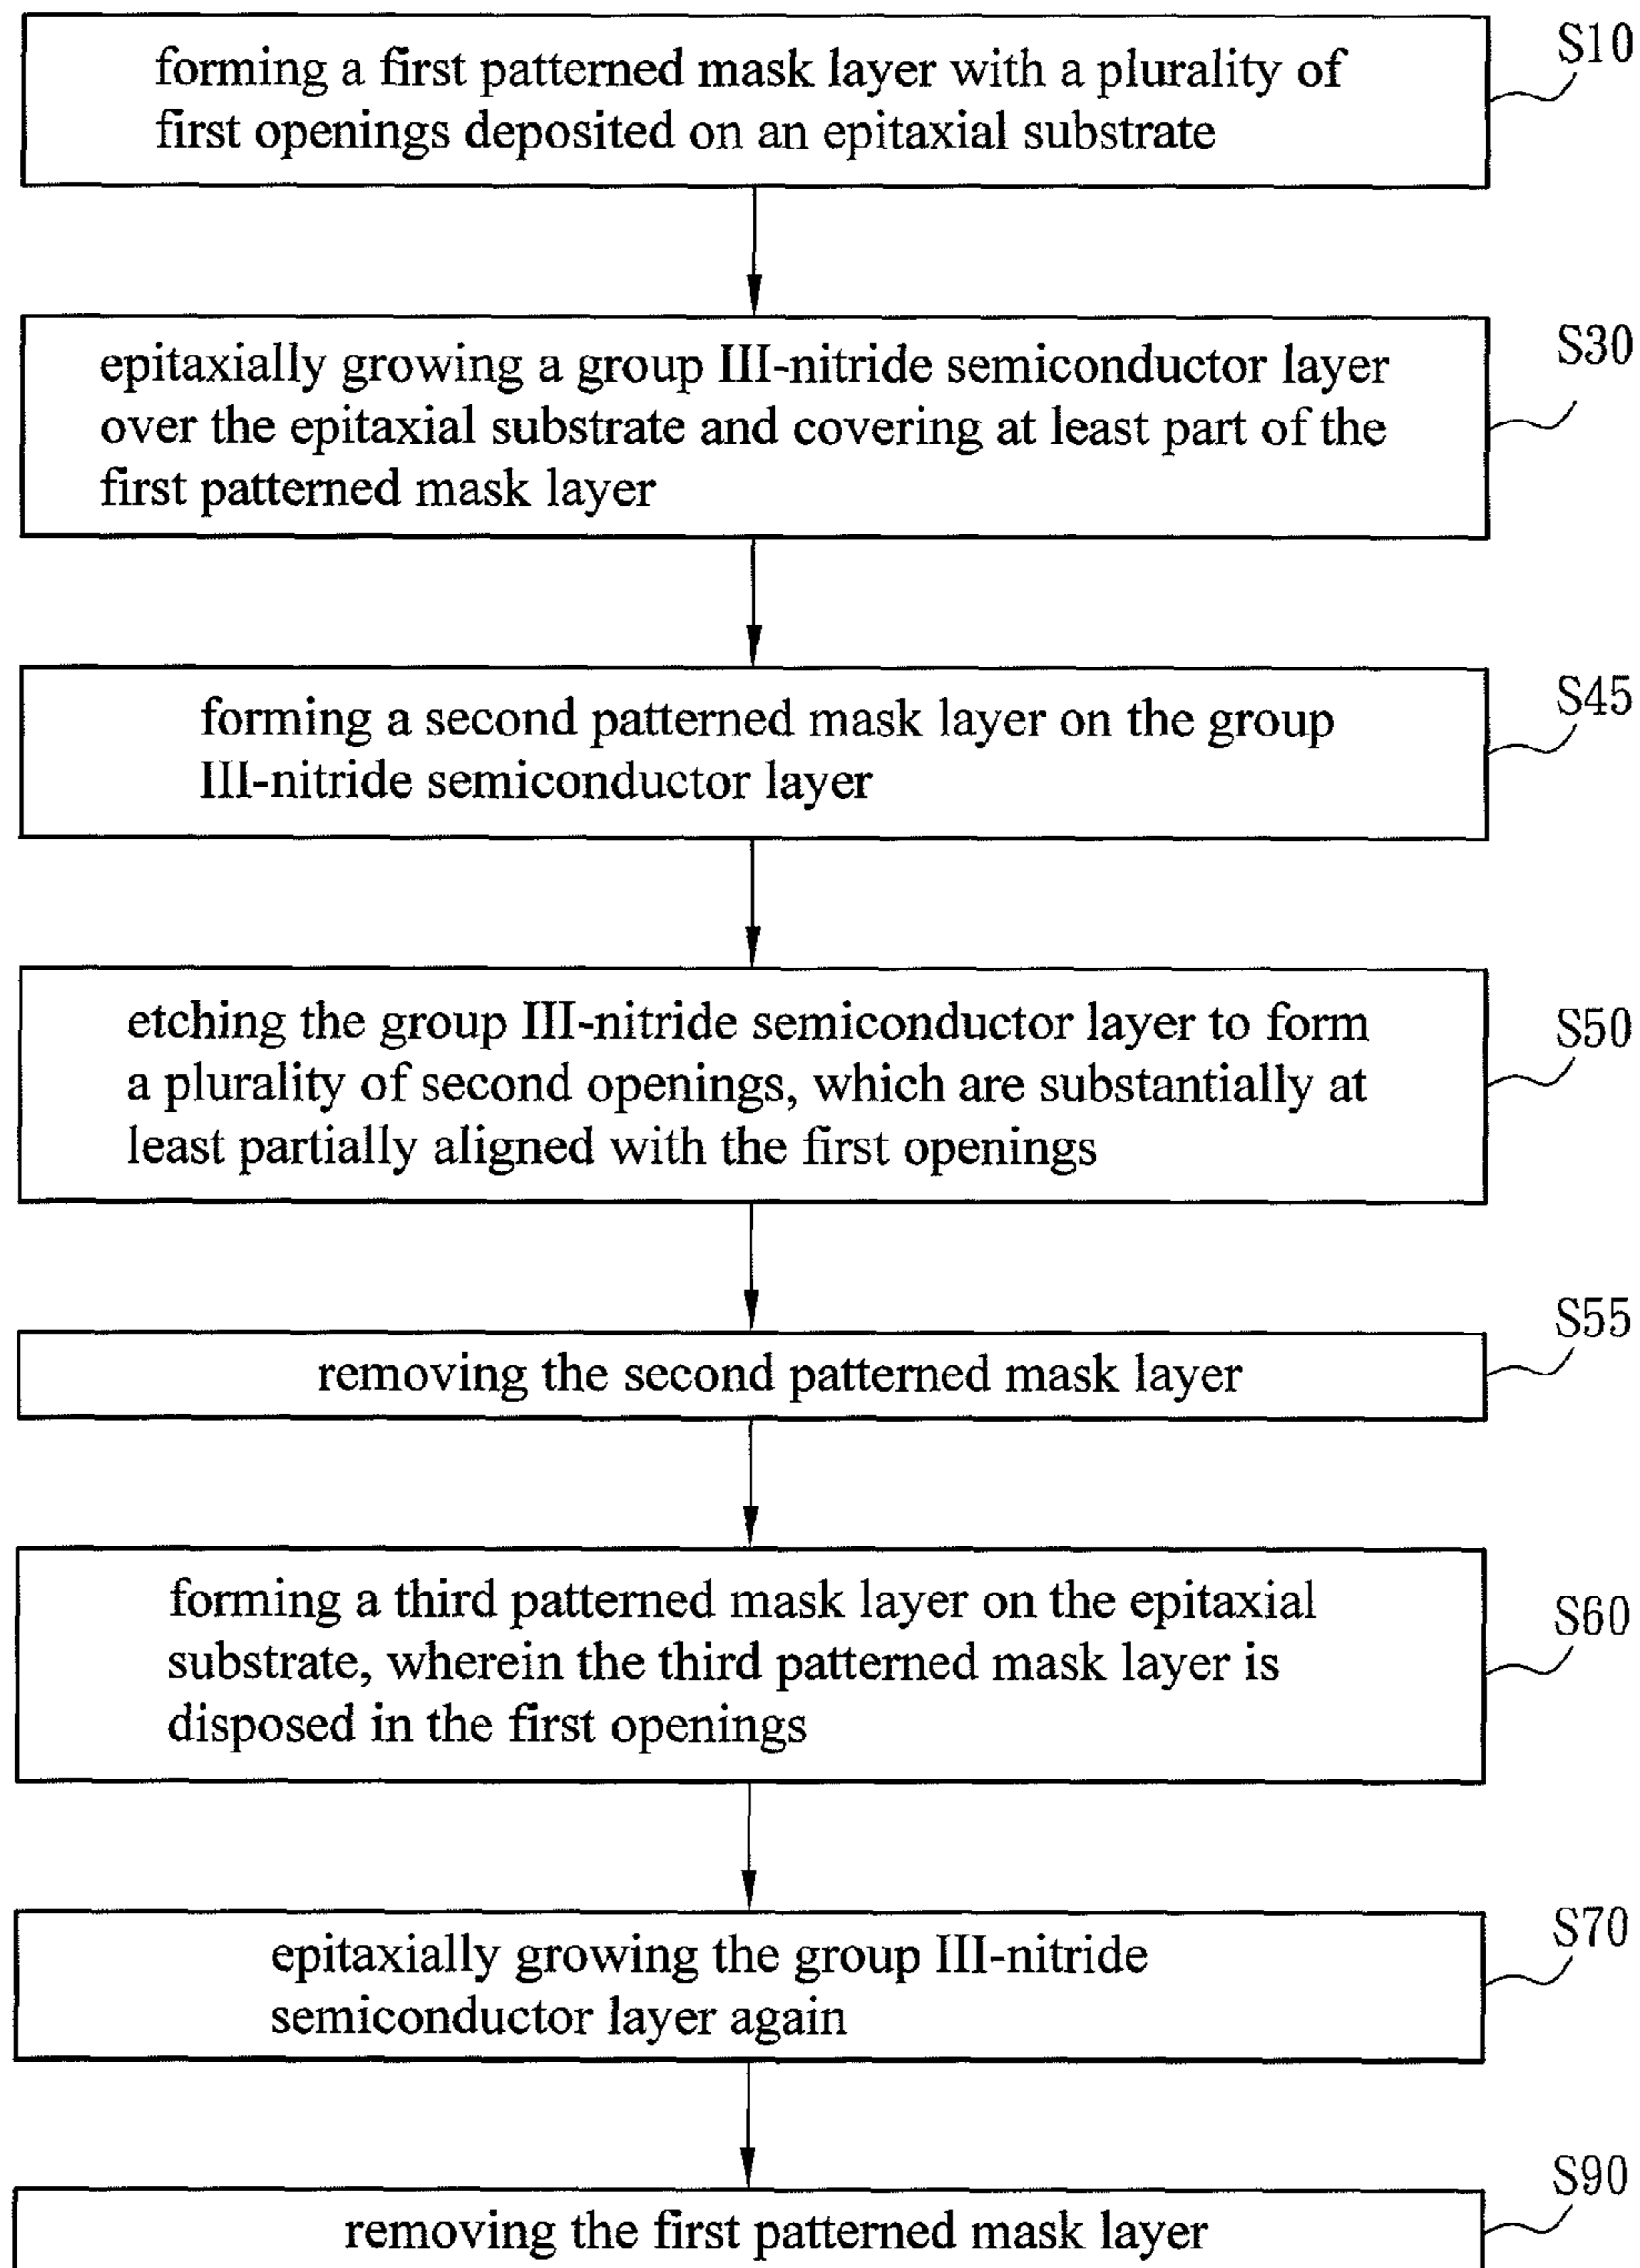 forming a first patterned mask layer with a plurality of
first openings deposited on an epitaxial substrate
S10
epitaxially growing a group III-nitride semiconductor layer
over the epitaxial substrate and covering at least part of the
first patterned mask layer
S30
forming a second patterned mask layer on the group
III-nitride semiconductor layer
S45
etching the group III-nitride semiconductor layer to form
a plurality of second openings, which are substantially at
least partially aligned with the first openings
S50
removing the second patterned mask layer
S55
forming a third patterned mask layer on the epitaxial
substrate, wherein the third patterned mask layer is
disposed in the first openings
S60
epitaxially growing the group III-nitride
semiconductor layer again
S70
removing the first patterned mask layer
S90